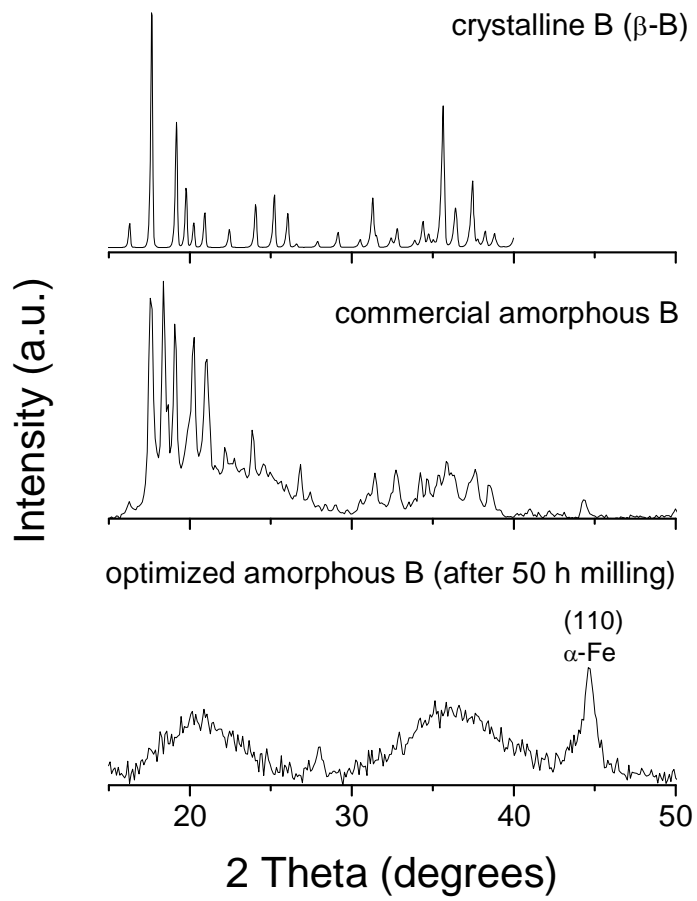 crystalline B (β-B)
commercial amorphous B
optimized amorphous B (after 50 h milling)
(110)
α-Fe
Intensity (a.u.)
20
30
40
50
2 Theta (degrees)